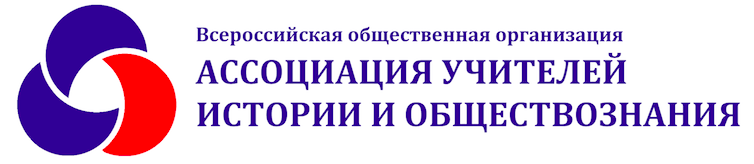 Всероссийская общественная организация
АССОЦИАЦИЯ УЧИТЕЛЕЙ
ИСТОРИИ И ОБЩЕСТВОЗНАНИЯ